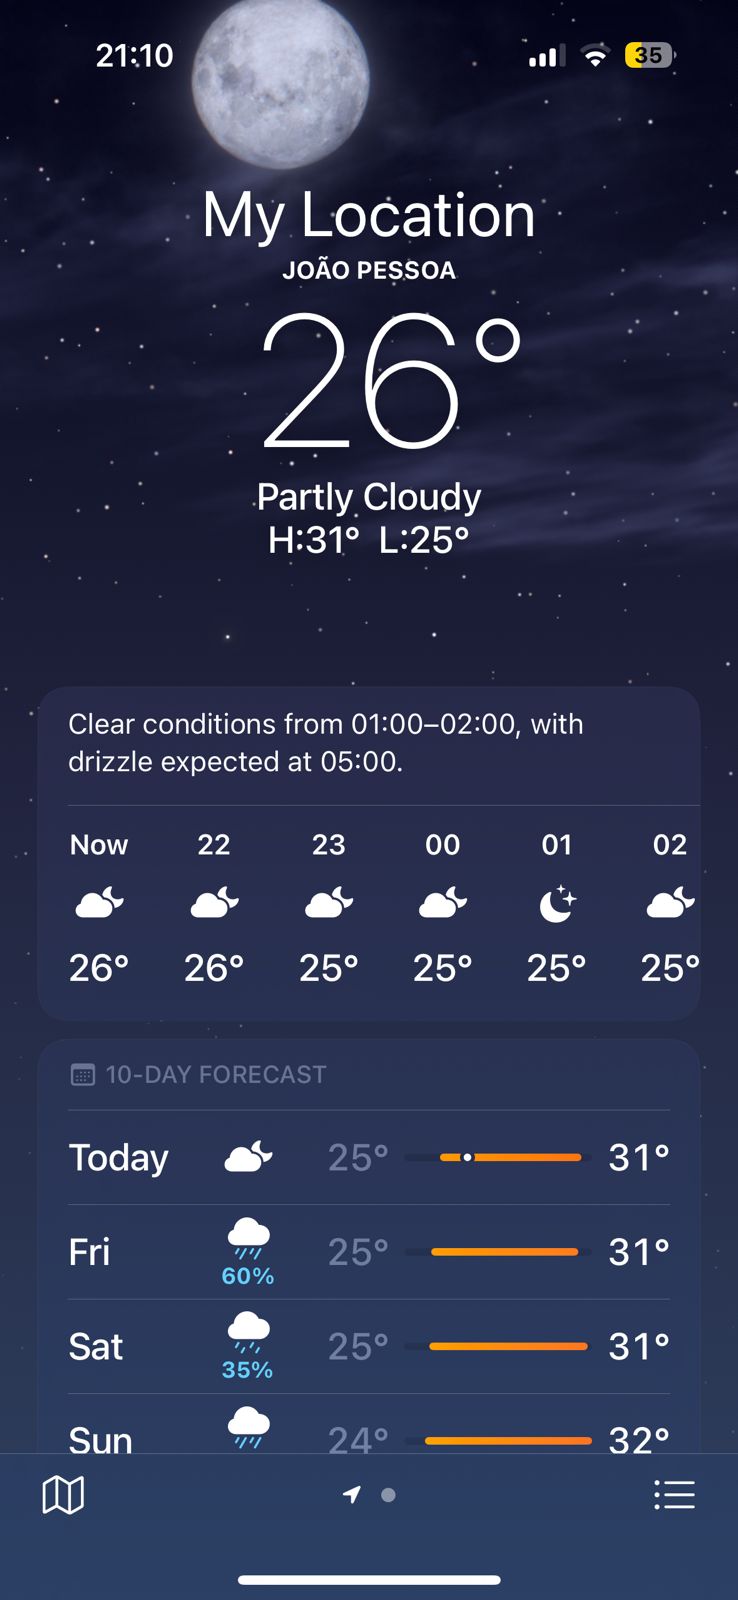 21:10
35
My Location
JOÃO PESSOA
26°
Partly Cloudy
H:31° L:25°
Clear conditions from 01:00–02:00, with
drizzle expected at 05:00.
Now 22 23 00 01 02
26° 26° 25° 25° 25° 25°
10-DAY FORECAST
Today 25° 31°
Fri 25° 31°
60%
Sat 25° 31°
35%
Sun 24° 32°